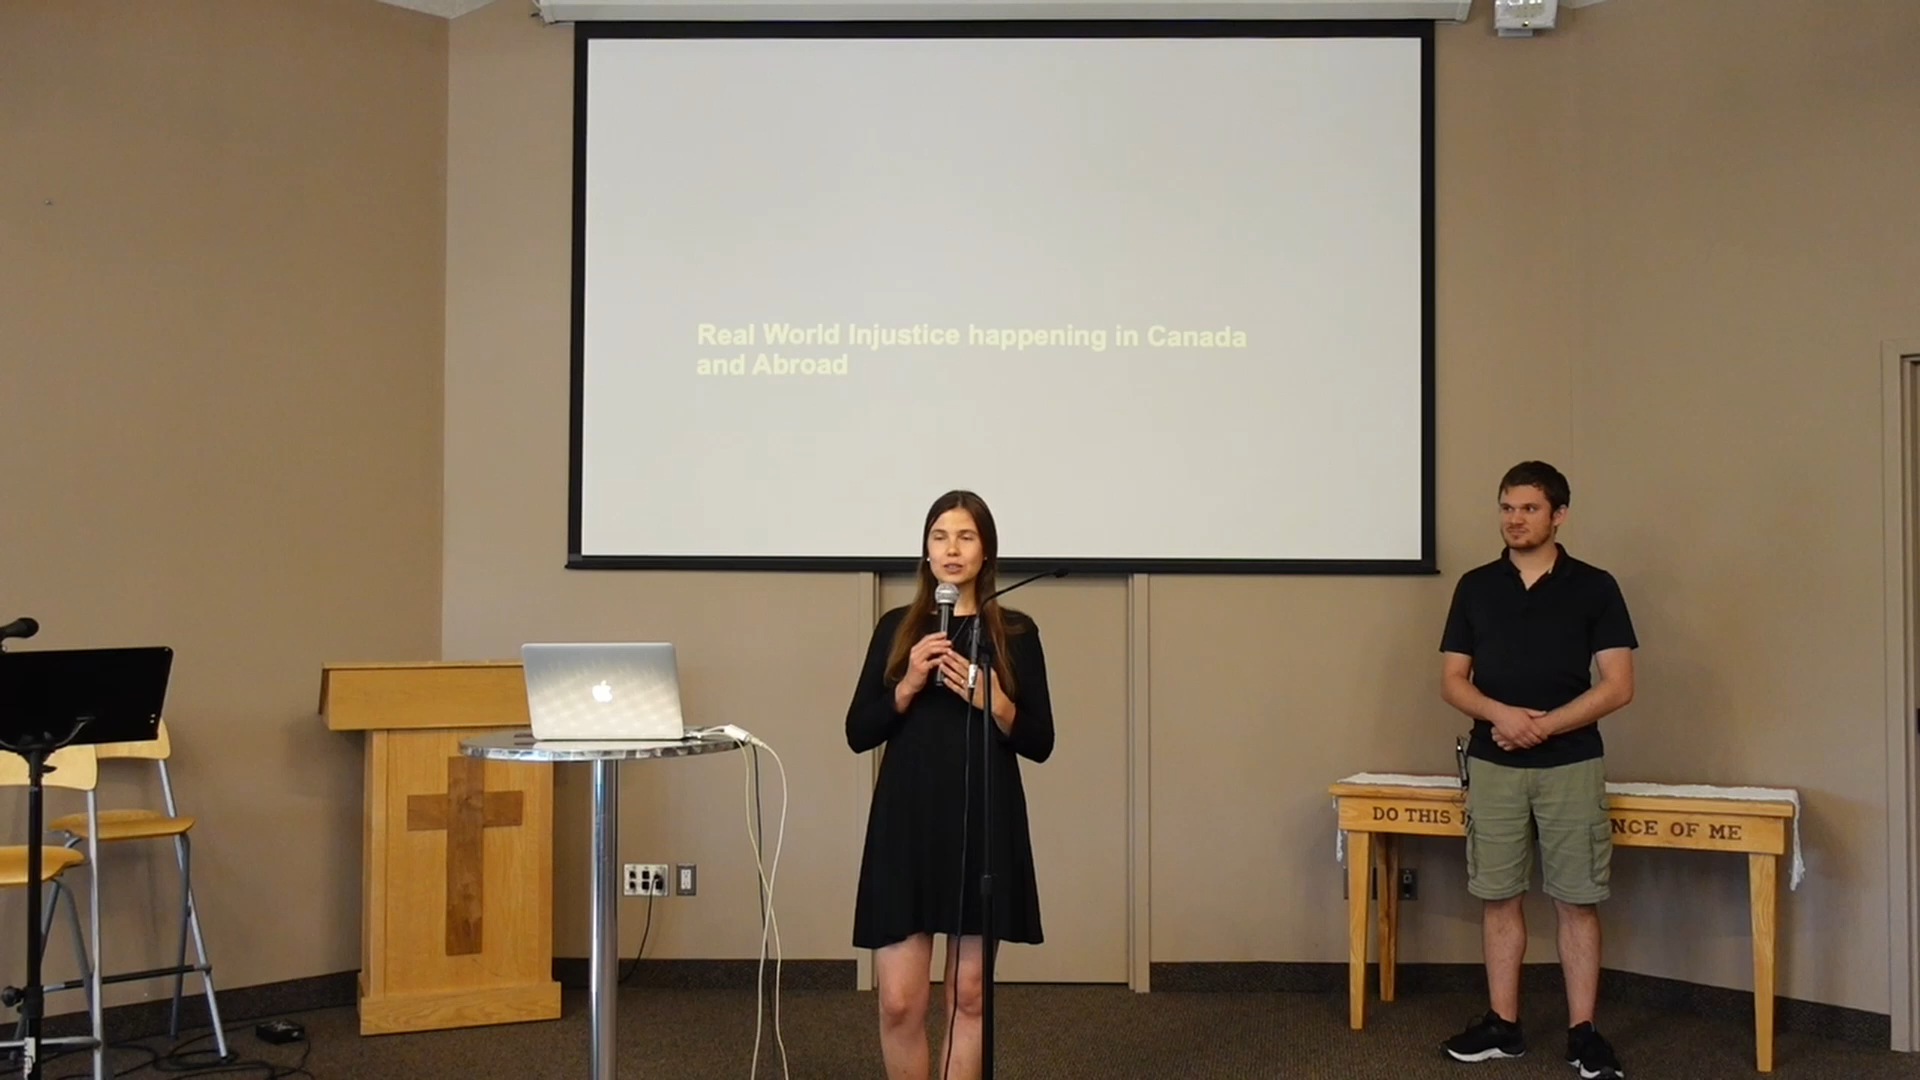 Real World Injustice happening in Canada
and Abroad
DO THIS
NCE OF ME